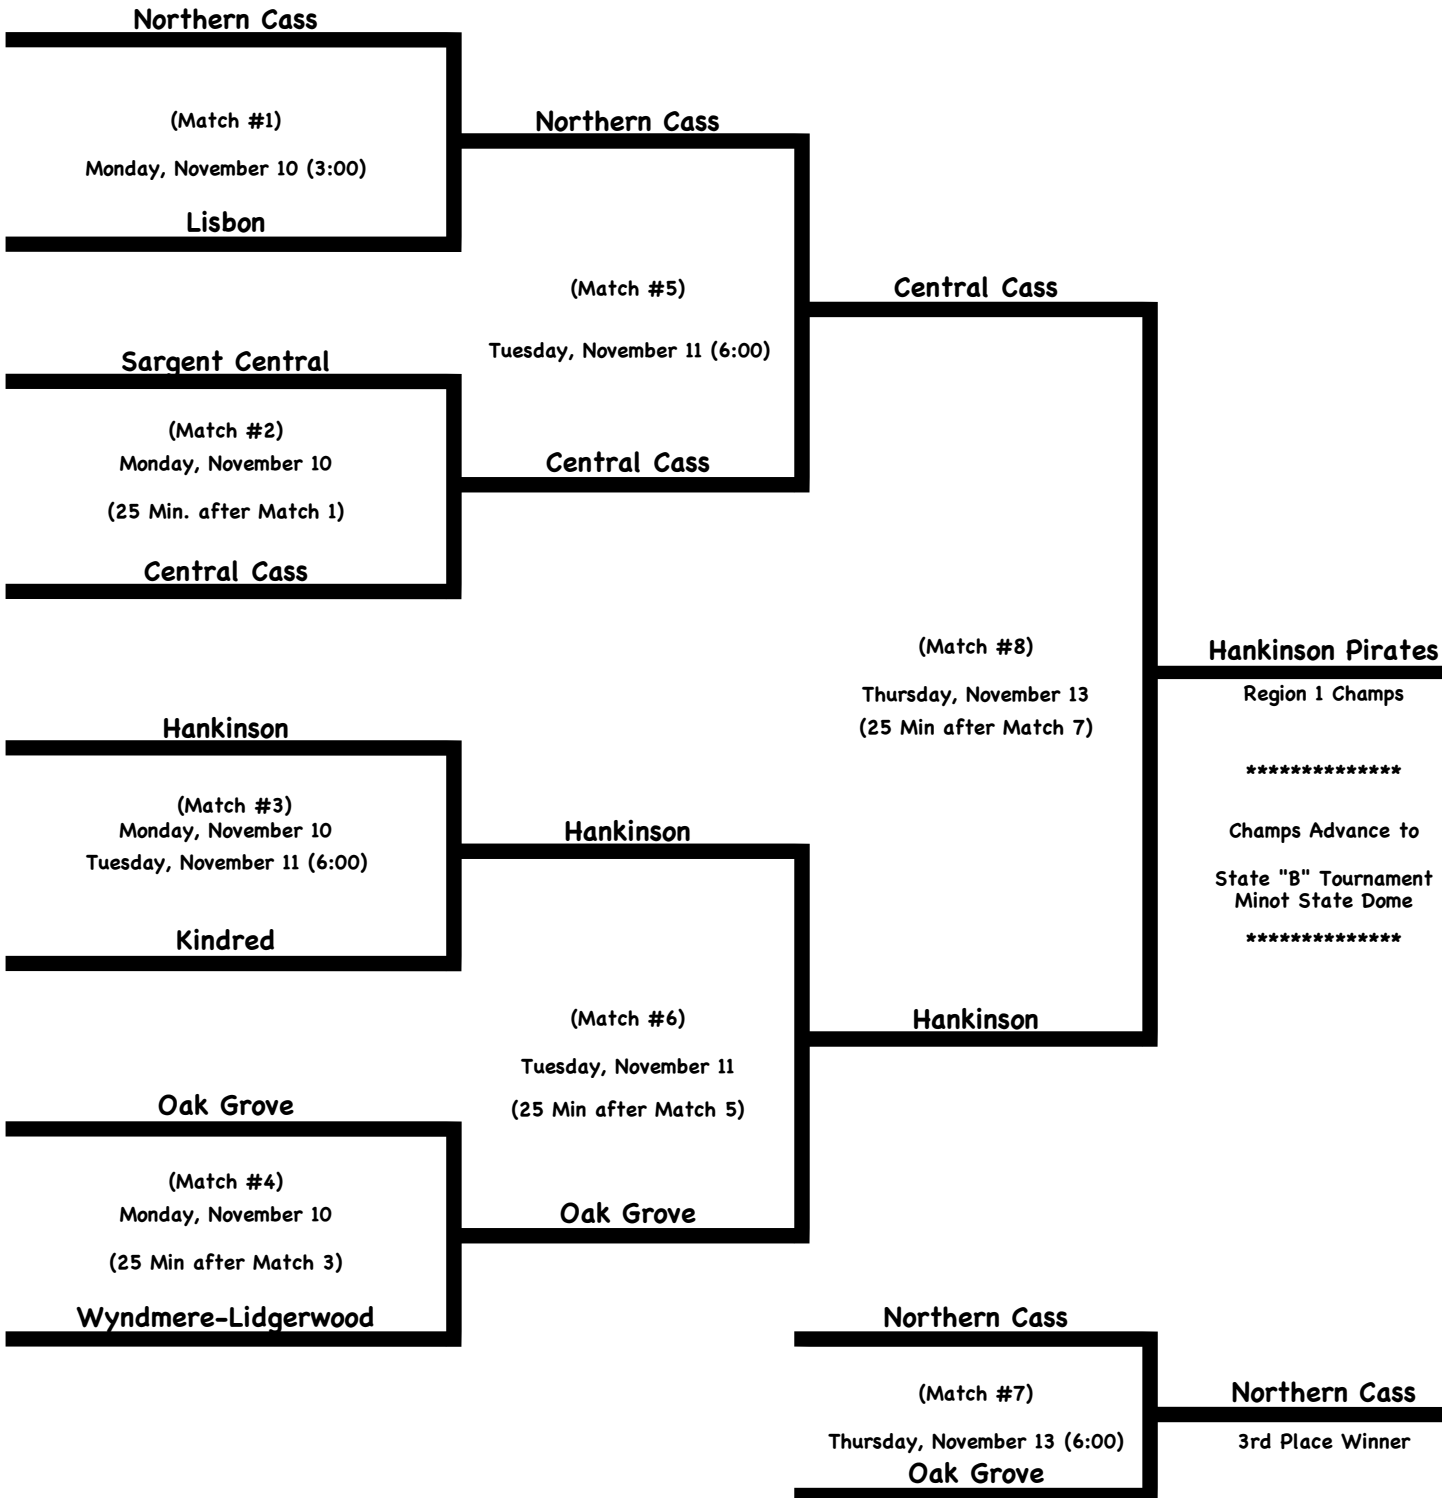 Northern Cass
(Match #1)
Monday, November 10 (3:00)
Lisbon
Sargent Central
(Match #2)
Monday, November 10
(25 Min. after Match 1)
Central Cass
Hankinson
(Match #3)
Monday, November 10
Tuesday, November 11 (6:00)
Kindred
Oak Grove
(Match #4)
Monday, November 10
(25 Min after Match 3)
Wyndmere-Lidgerwood
Northern Cass
(Match #5)
Tuesday, November 11 (6:00)
Central Cass
Hankinson
(Match #6)
Tuesday, November 11
(25 Min after Match 5)
Oak Grove
Central Cass
(Match #8)
Thursday, November 13
(25 Min after Match 7)
Hankinson
Northern Cass
(Match #7)
Thursday, November 13 (6:00)
Oak Grove
Hankinson Pirates
Region 1 Champs
**************
Champs Advance to
State "B" Tournament
Minot State Dome
**************
Northern Cass
3rd Place Winner